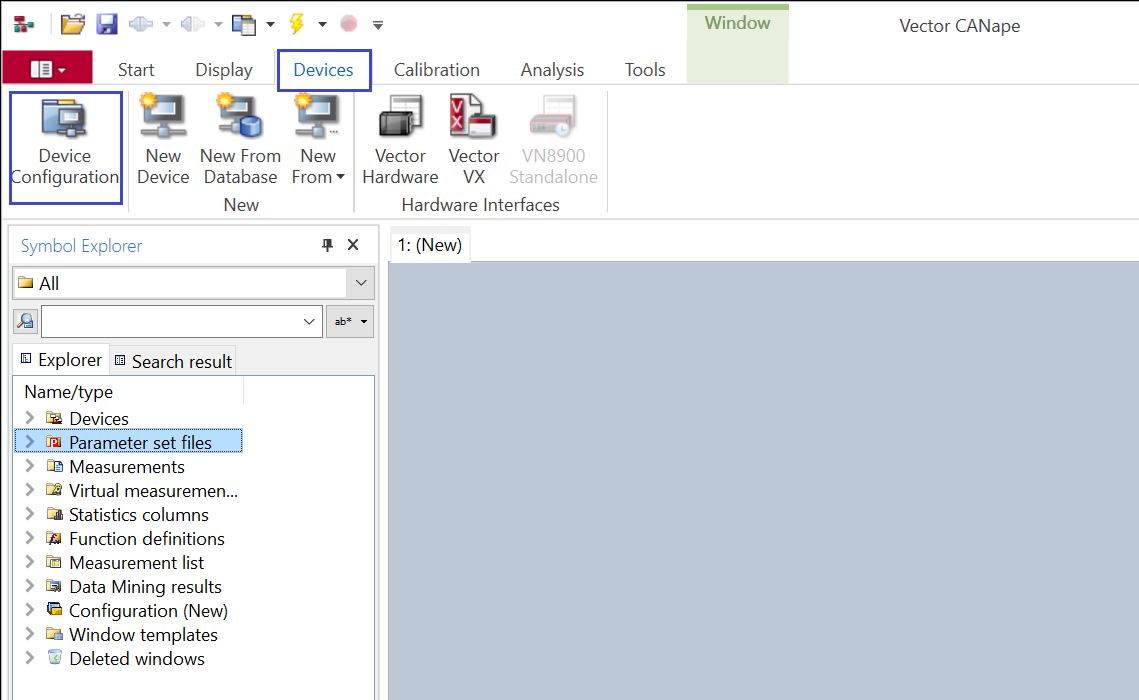 Window
Vector CANape
Start
Display
Devices
Calibration
Analysis
Tools
Device
Configuration
New
Device
New From
Database
New
From
New
Vector
Hardware
Vector
VX
VN8900
Standalone
Hardware Interfaces
Symbol Explorer
1: (New)
All
ab*
Explorer
Search result
Name/type
Devices
Parameter set files
Measurements
Virtual measuremen...
Statistics columns
Function definitions
Measurement list
Data Mining results
Configuration (New)
Window templates
Deleted windows